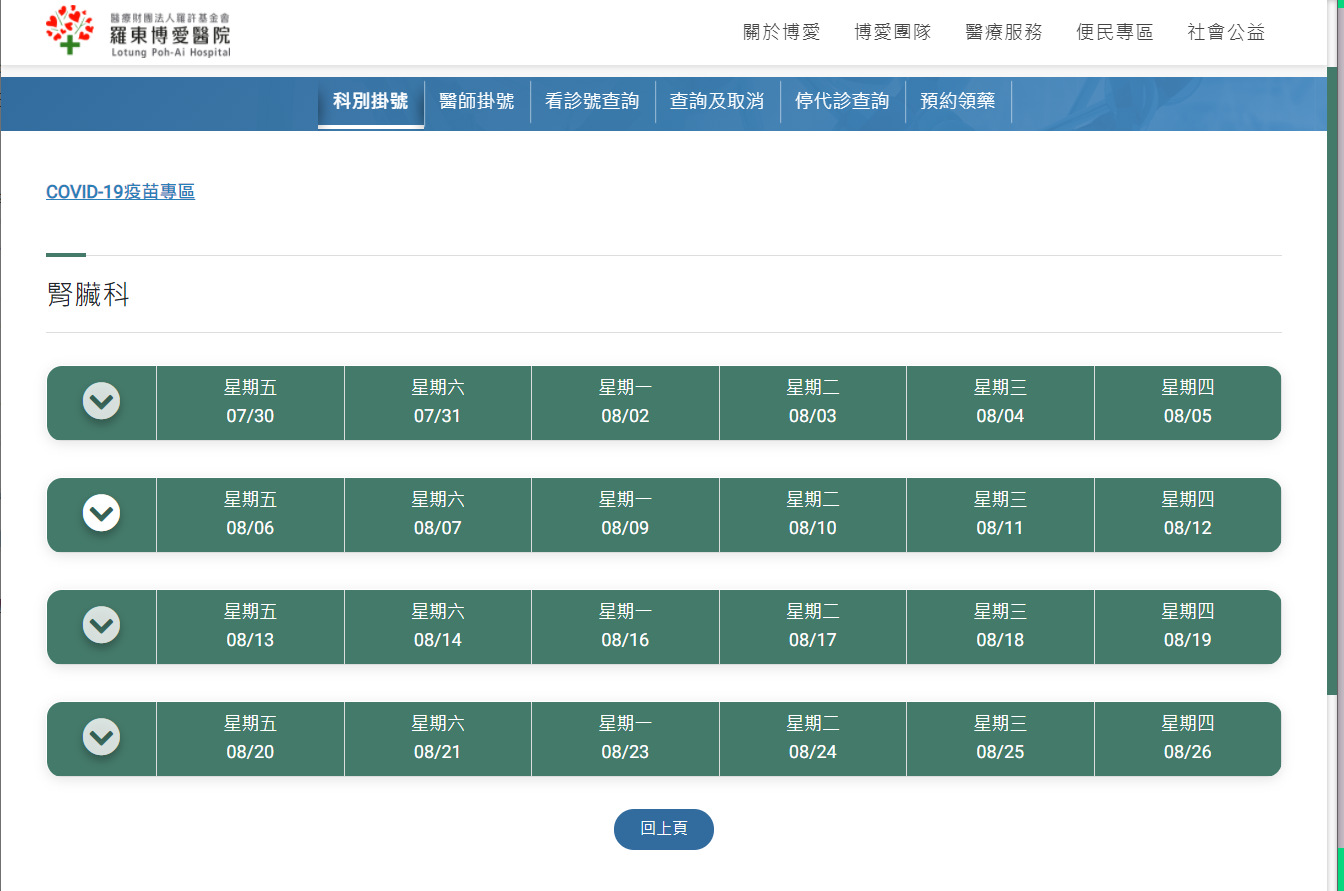 醫療財團法人羅許基金會
羅東博愛醫院
Lotung Poh-Ai Hospital
關於博愛 博愛團隊 醫療服務 便民專區 社會公益
科別掛號 醫師掛號 看診號查詢 查詢及取消 停代診查詢 預約領藥
COVID-19疫苗專區
腎臟科
星期五 星期六 星期一 星期二 星期三 星期四
07/30 07/31 08/02 08/03 08/04 08/05
星期五 星期六 星期一 星期二 星期三 星期四
08/06 08/07 08/09 08/10 08/11 08/12
星期五 星期六 星期一 星期二 星期三 星期四
08/13 08/14 08/16 08/17 08/18 08/19
星期五 星期六 星期一 星期二 星期三 星期四
08/20 08/21 08/23 08/24 08/25 08/26
回上頁